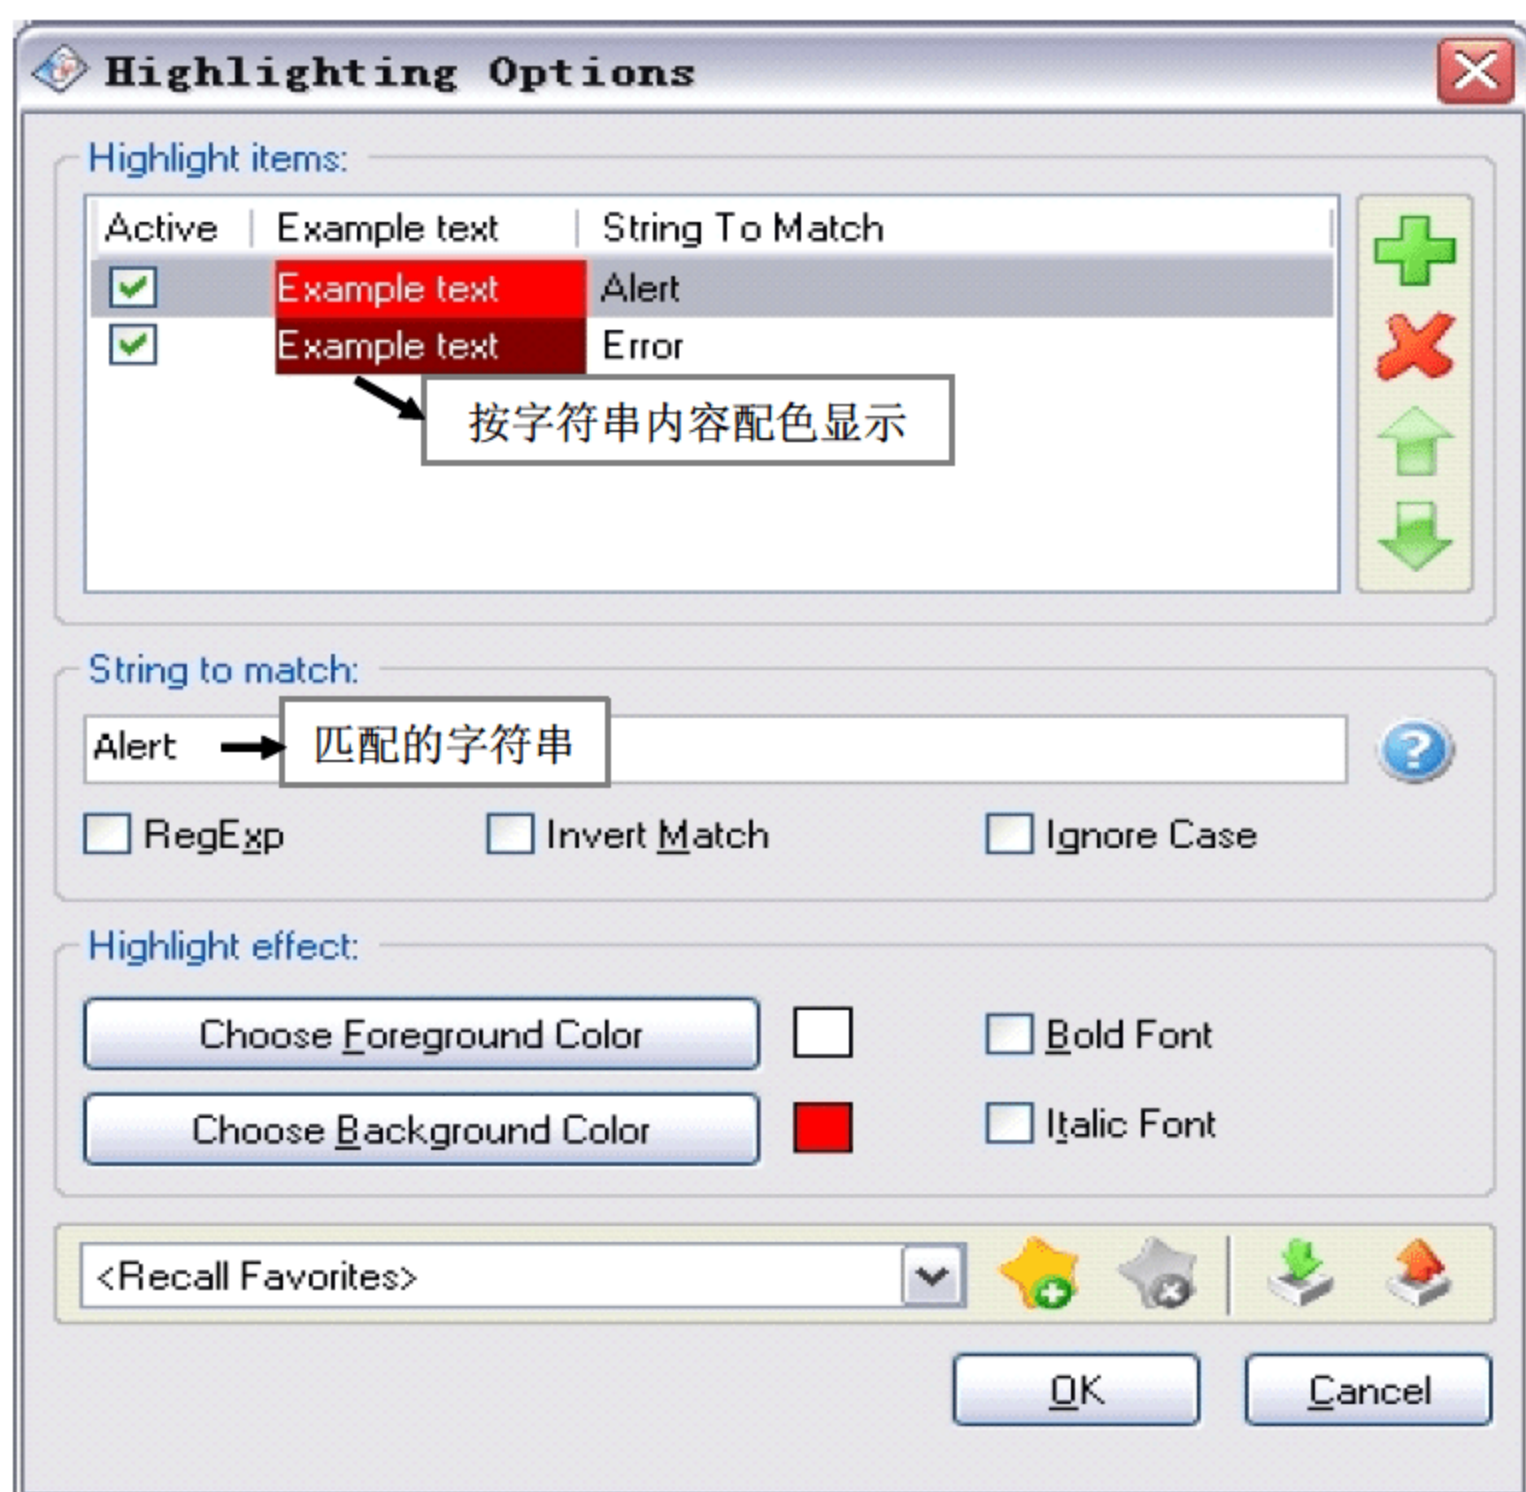 Highlighting Options
Highlight items:
Active Example text String To Match
Example text Alert
Example text Error
按字符串内容配色显示
String to match:
Alert 匹配的字符串
RegExp Invert Match Ignore Case
Highlight effect:
Choose Foreground Color Bold Font
Choose Background Color Italic Font
<Recall Favorites>
OK Cancel